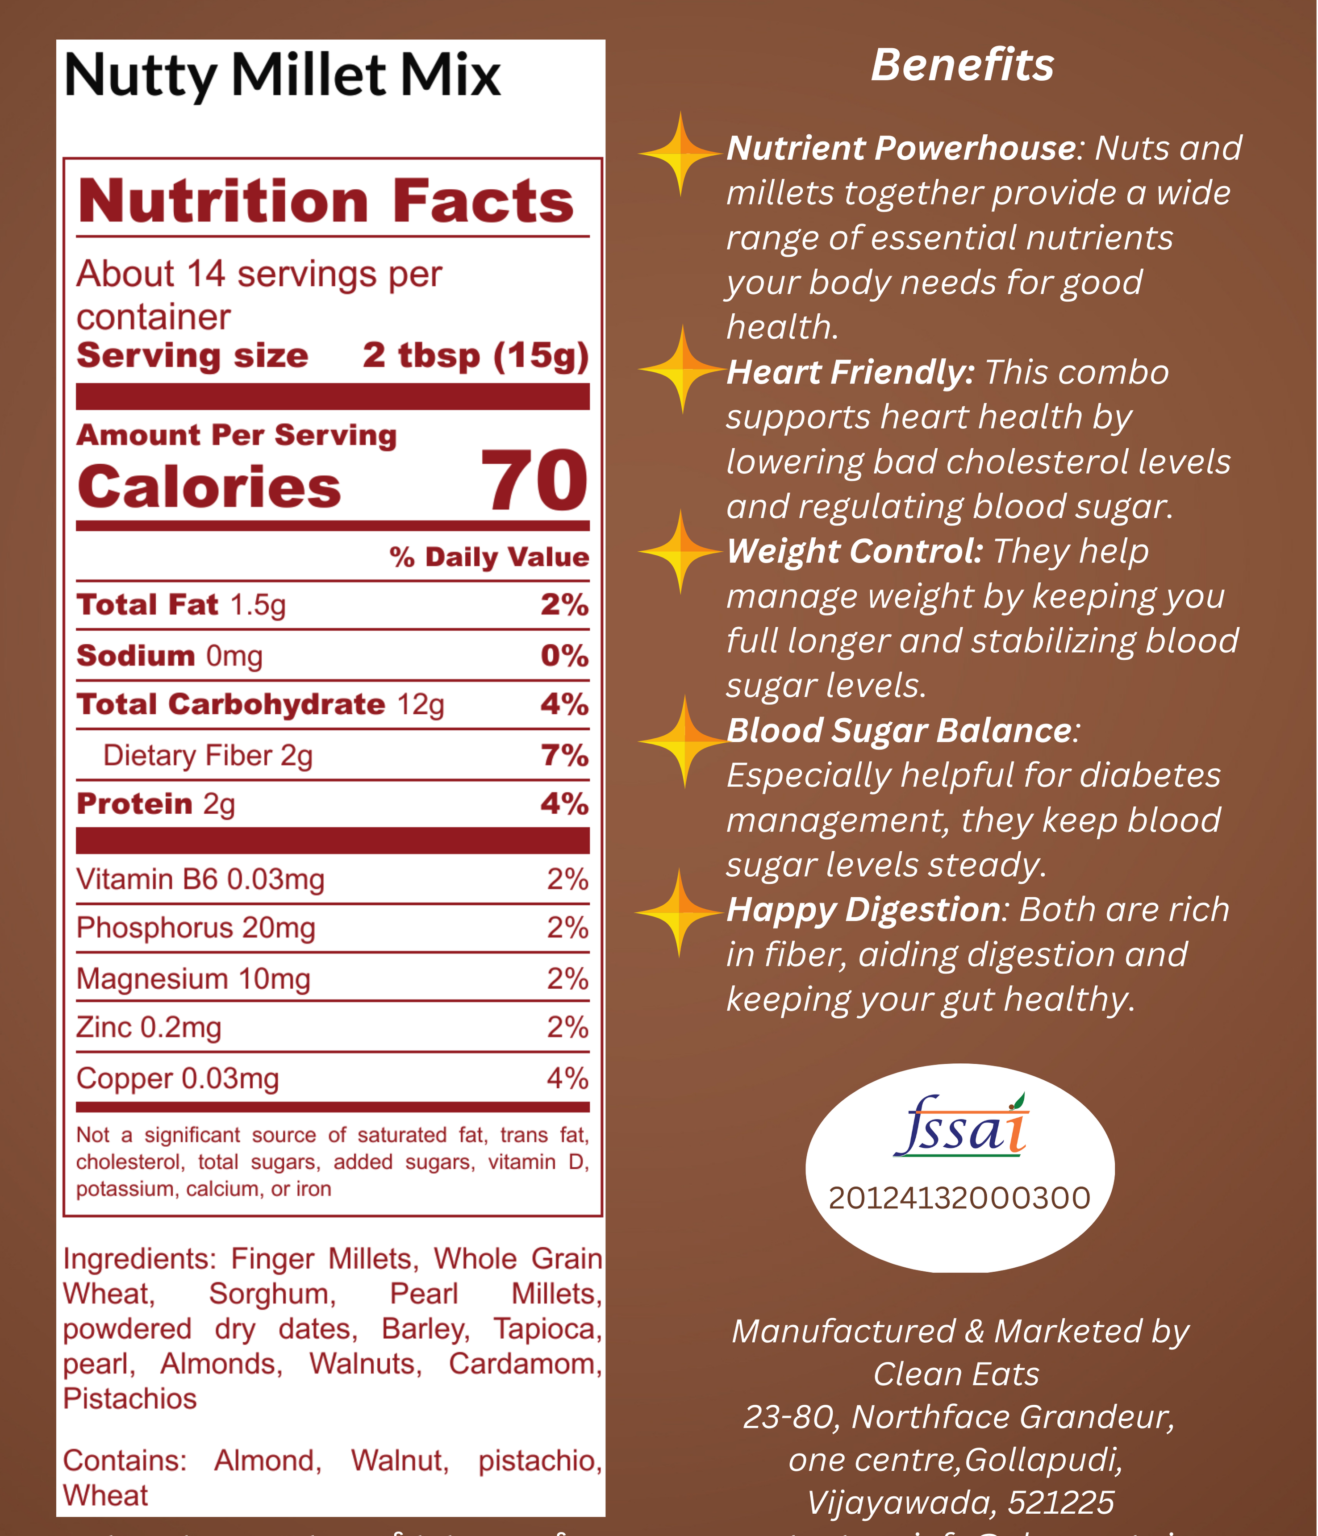 Nutty Millet Mix
Nutrition Facts
About 14 servings per
container
Serving size 2 tbsp (15g)
Amount Per Serving
Calories 70
% Daily Value
Total Fat 1.5g 2%
Sodium 0mg 0%
Total Carbohydrate 12g 4%
Dietary Fiber 2g 7%
Protein 2g 4%
Vitamin B6 0.03mg 2%
Phosphorus 20mg 2%
Magnesium 10mg 2%
Zinc 0.2mg 2%
Copper 0.03mg 4%
Not a significant source of saturated fat, trans fat,
cholesterol, total sugars, added sugars, vitamin D,
potassium, calcium, or iron
Ingredients: Finger Millets, Whole Grain
Wheat, Sorghum, Pearl Millets,
powdered dry dates, Barley, Tapioca,
pearl, Almonds, Walnuts, Cardamom,
Pistachios
Contains: Almond, Walnut, pistachio,
Wheat
Benefits
Nutrient Powerhouse: Nuts and
millets together provide a wide
range of essential nutrients
your body needs for good
health.
Heart Friendly: This combo
supports heart health by
lowering bad cholesterol levels
and regulating blood sugar.
Weight Control: They help
manage weight by keeping you
full longer and stabilizing blood
sugar levels.
Blood Sugar Balance:
Especially helpful for diabetes
management, they keep blood
sugar levels steady.
Happy Digestion: Both are rich
in fiber, aiding digestion and
keeping your gut healthy.
fssai
20124132000300
Manufactured & Marketed by
Clean Eats
23-80, Northface Grandeur,
one centre,Gollapudi,
Vijayawada, 521225